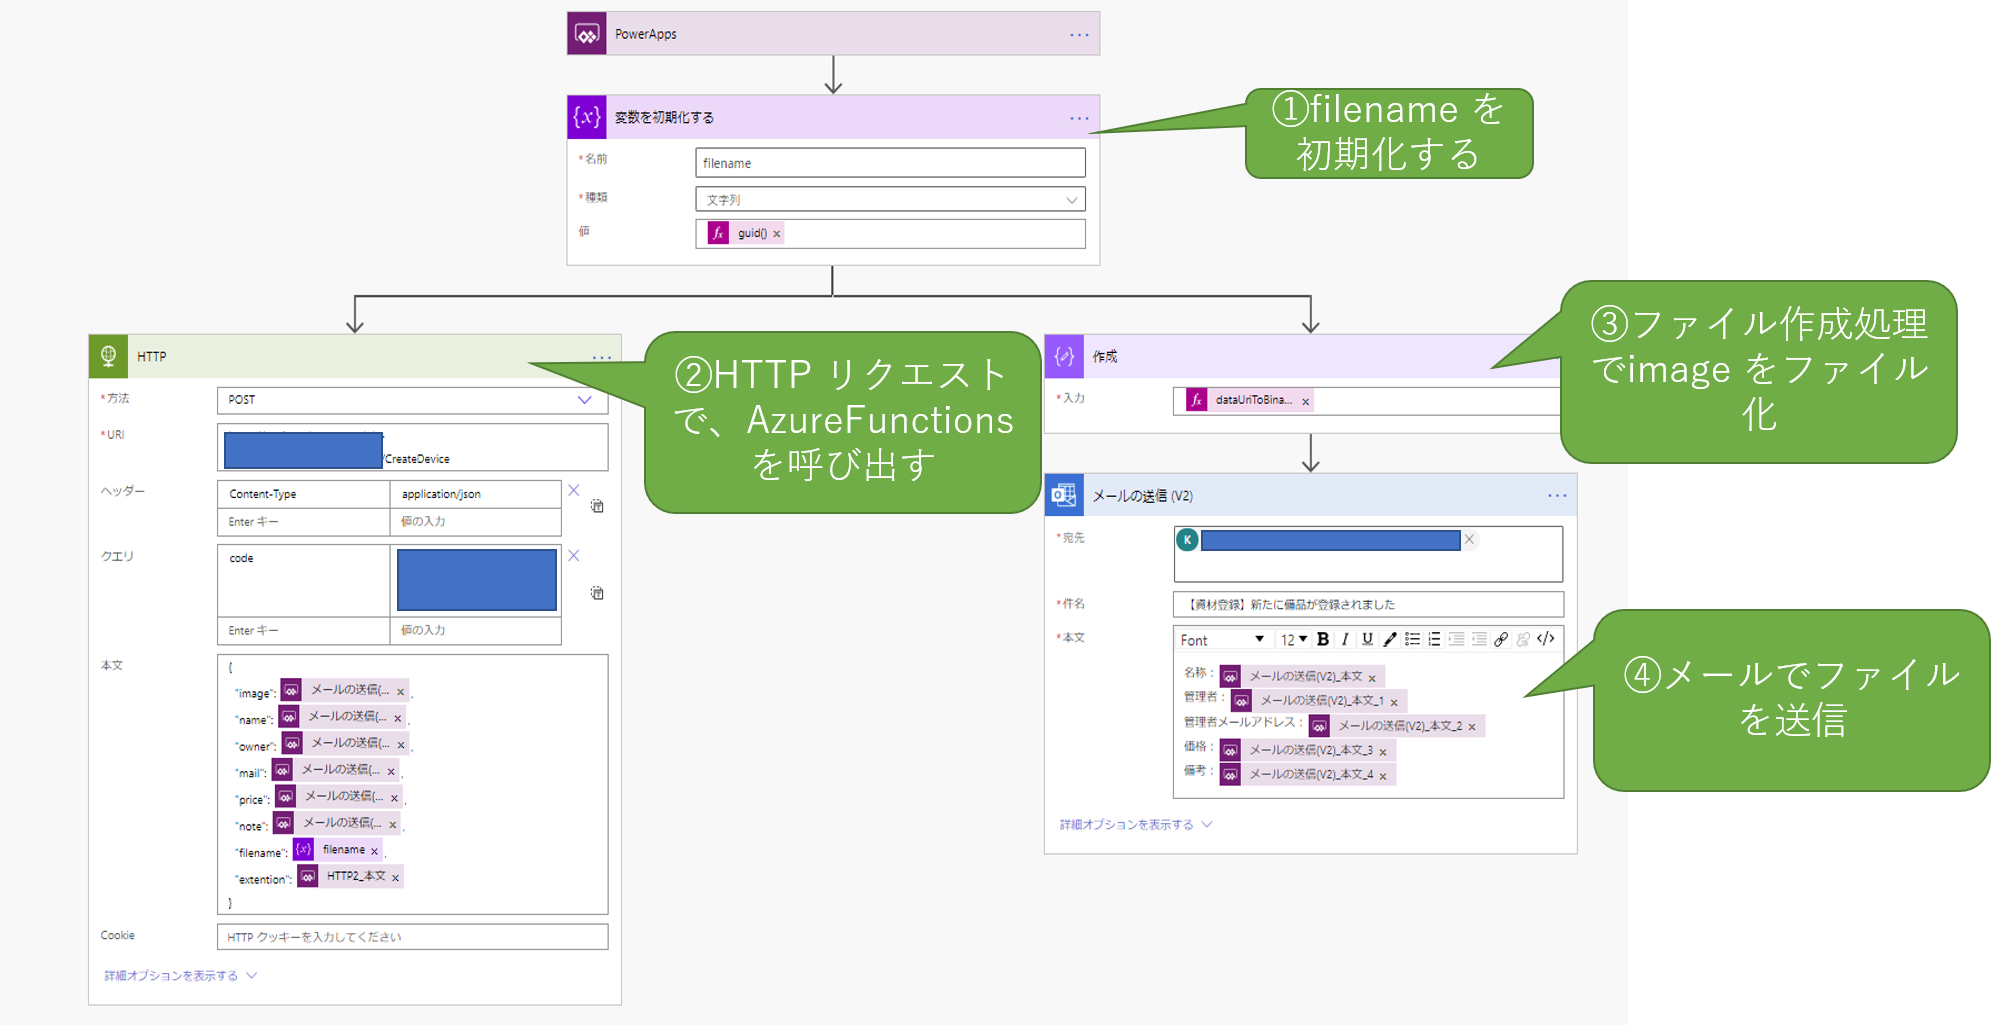 PowerApps
変数を初期化する
*名前
filename
*種類
文字列
値
fx guid() ×
①filename を
初期化する
HTTP
*方法
POST
*URI
/CreateDevice
ヘッダー
Content-Type
application/json
Enter キー
値の入力
クエリ
code
Enter キー
値の入力
本文
{
"image": メールの送信(... ×,
"name": メールの送信(... ×,
"owner": メールの送信(... ×,
"mail": メールの送信(... ×,
"price": メールの送信(... ×,
"note": メールの送信(... ×,
"filename": {x} filename ×,
"extention": HTTP2_本文 ×
}
Cookie
HTTP クッキーを入力してください
詳細オプションを表示する
②HTTP リクエスト
で、AzureFunctions
を呼び出す
作成
*入力
fx dataUriToBina... ×
③ファイル作成処理
でimage をファイル
化
メールの送信 (V2)
*宛先
K
*件名
【資材登録】新たに備品が登録されました
*本文
Font 12 B I U </>
名称： メールの送信(V2)_本文 ×
管理者： メールの送信(V2)_本文_1 ×
管理者メールアドレス： メールの送信(V2)_本文_2 ×
価格： メールの送信(V2)_本文_3 ×
備考： メールの送信(V2)_本文_4 ×
詳細オプションを表示する
④メールでファイル
を送信